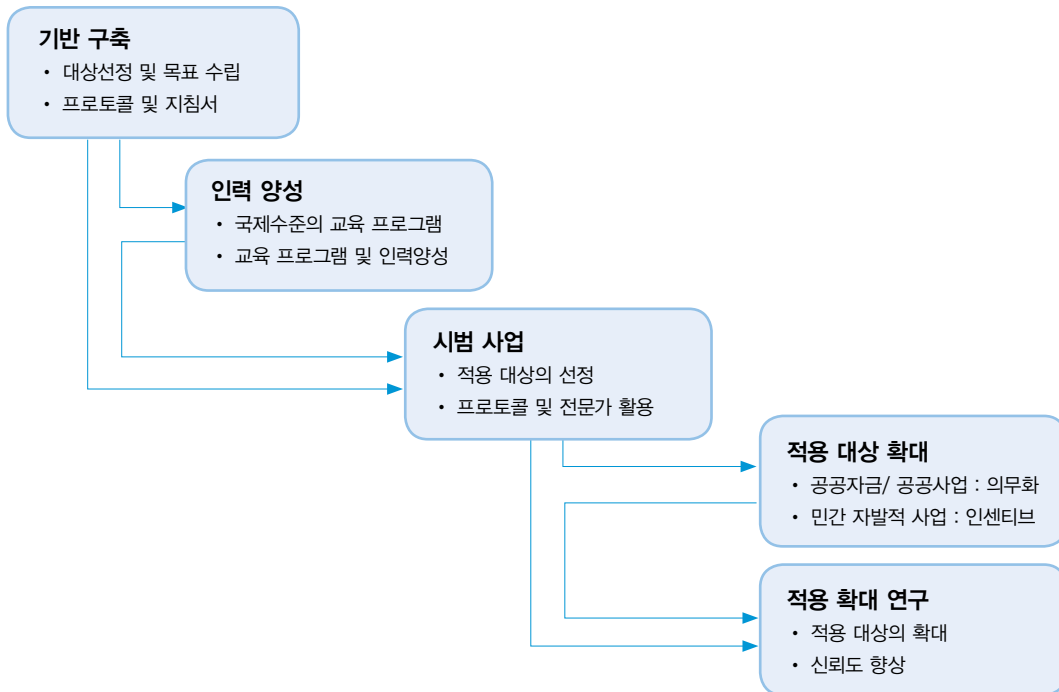 기반 구축
• 대상선정 및 목표 수립
• 프로토콜 및 지침서
인력 양성
• 국제수준의 교육 프로그램
• 교육 프로그램 및 인력양성
시범 사업
• 적용 대상의 선정
• 프로토콜 및 전문가 활용
적용 대상 확대
• 공공자금/ 공공사업 : 의무화
• 민간 자발적 사업 : 인센티브
적용 확대 연구
• 적용 대상의 확대
• 신뢰도 향상